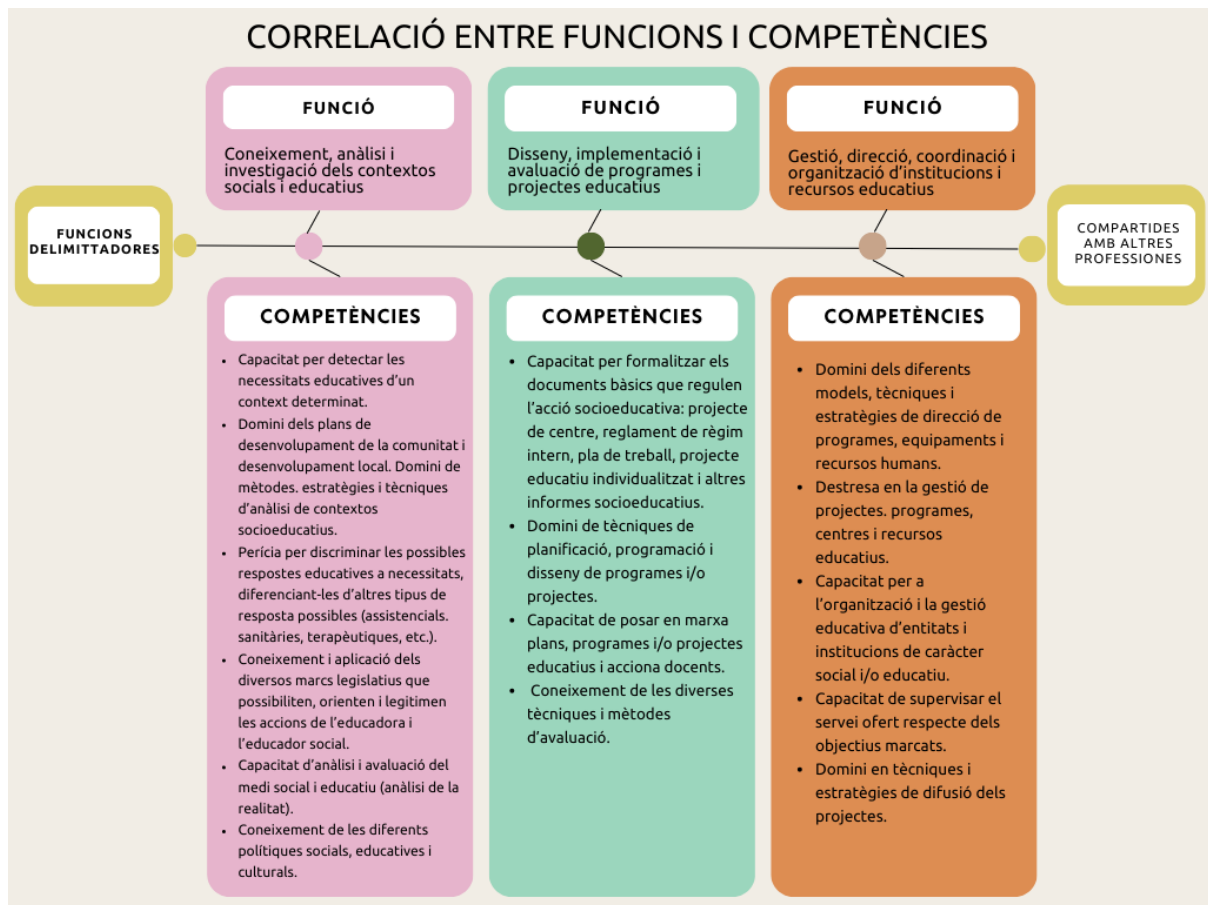 CORRELACIÓ ENTRE FUNCIONS I COMPETÈNCIES
FUNCIONS
DELIMITTADORES
FUNCIÓ
Coneixement, anàlisi i
investigació dels contextos
socials i educatius
FUNCIÓ
Disseny, implementació i
avaluació de programes i
projectes educatius
FUNCIÓ
Gestió, direcció, coordinació i
organització d'institucions i
recursos educatius
COMPARTIDES
AMB ALTRES
PROFESSIONES
COMPETÈNCIES
• Capacitat per detectar les
necessitats educatives d'un
context determinat.
• Domini dels plans de
desenvolupament de la comunitat i
desenvolupament local. Domini de
mètodes. estratègies i tècniques
d'anàlisi de contextos
socioeducatius.
• Perícia per discriminar les possibles
respostes educatives a necessitats,
diferenciant-les d'altres tipus de
resposta possibles (assistencials.
sanitàries, terapèutiques, etc.).
• Coneixement i aplicació dels
diversos marcs legislatius que
possibiliten, orienten i legitimen
les accions de l'educadora i
l'educador social.
• Capacitat d'anàlisi i avaluació del
medi social i educatiu (anàlisi de la
realitat).
• Coneixement de les diferents
polítiques socials, educatives i
culturals.
COMPETÈNCIES
• Capacitat per formalitzar els
documents bàsics que regulen
l'acció socioeducativa: projecte
de centre, reglament de règim
intern, pla de treball, projecte
educatiu individualitzat i altres
informes socioeducatius.
• Domini de tècniques de
planificació, programació i
disseny de programes i/o
projectes.
• Capacitat de posar en marxa
plans, programes i/o projectes
educatius i acciona docents.
• Coneixement de les diverses
tècniques i mètodes
d'avaluació.
COMPETÈNCIES
• Domini dels diferents
models, tècniques i
estratègies de direcció de
programes, equipaments i
recursos humans.
• Destresa en la gestió de
projectes. programes,
centres i recursos
educatius.
• Capacitat per a
l'organització i la gestió
educativa d'entitats i
institucions de caràcter
social i/o educatiu.
• Capacitat de supervisar el
servei ofert respecte dels
objectius marcats.
• Domini en tècniques i
estratègies de difusió dels
projectes.